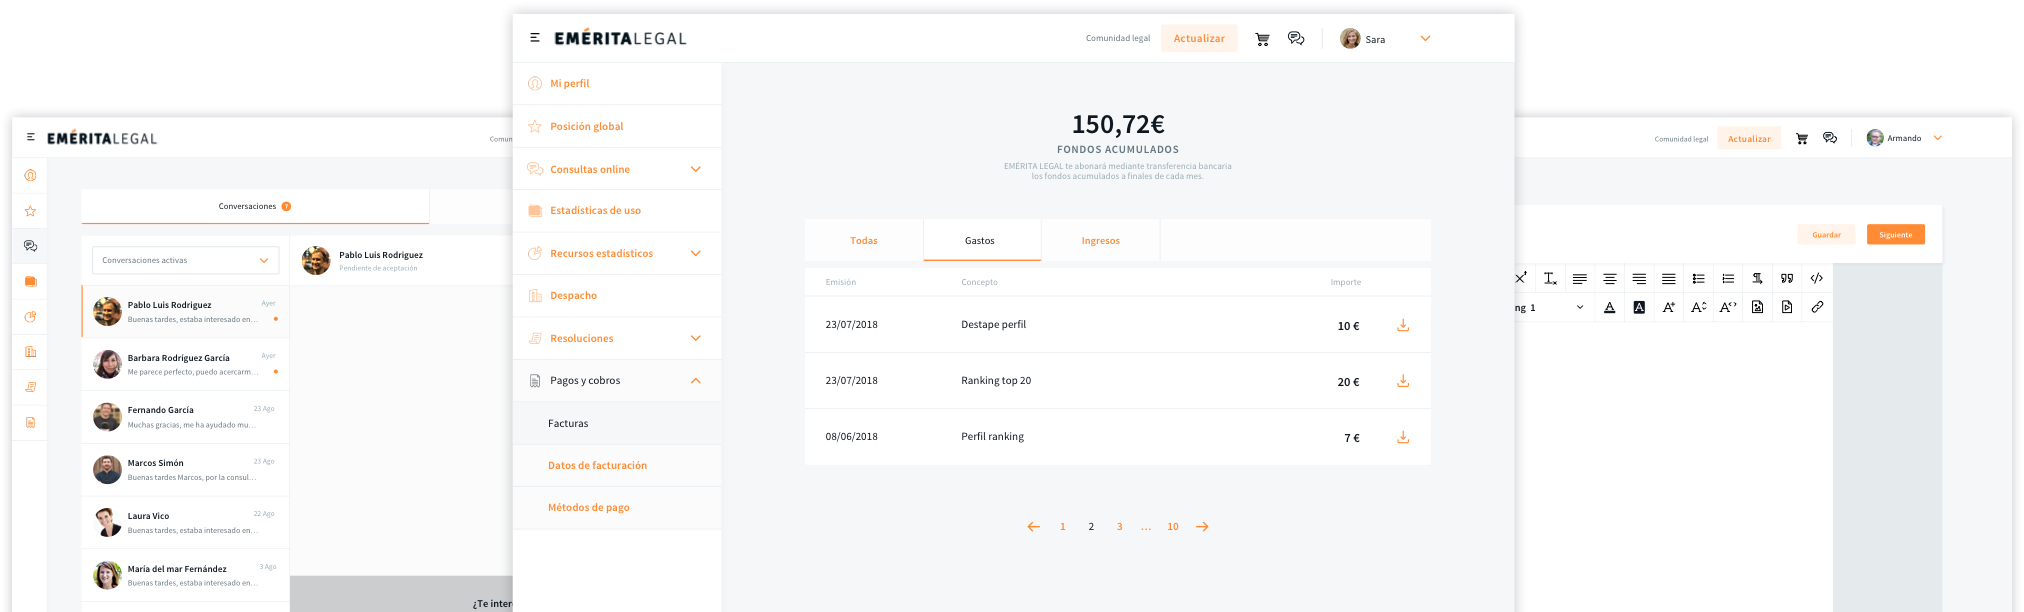 EMÉRITALEGAL
Comun
Conversaciones 7
Conversaciones activas
Pablo Luis Rodriguez
Ayer
Buenas tardes, estaba interesado en...
Barbara Rodríguez García
Ayer
Me parece perfecto, puedo acercarm...
Fernando García
23 Ago
Muchas gracias, me ha ayudado mu...
Marcos Simón
23 Ago
Buenas tardes Marcos, por la consul...
Laura Vico
22 Ago
Buenas tardes, estaba interesado en...
María del mar Fernández
3 Ago
Buenas tardes, estaba interesado en...
Pablo Luis Rodriguez
Pendiente de aceptación
¿Te inter
EMÉRITALEGAL
Comunidad legal
Actualizar
Sara
Mi perfil
Posición global
Consultas online
Estadísticas de uso
Recursos estadísticos
Despacho
Resoluciones
Pagos y cobros
Facturas
Datos de facturación
Métodos de pago
150,72€
FONDOS ACUMULADOS
EMÉRITA LEGAL te abonará mediante transferencia bancaria
los fondos acumulados a finales de cada mes.
Todas Gastos Ingresos
Emisión Concepto Importe
23/07/2018 Destape perfil 10 €
23/07/2018 Ranking top 20 20 €
08/06/2018 Perfil ranking 7 €
1 2 3 ... 10
Comunidad legal
Actualizar
Armando
Guardar
Siguiente
ng 1